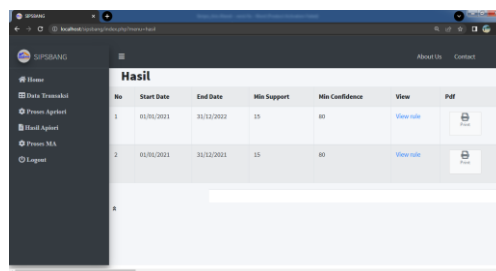 SIPSBANG
localhost/sipsbang/index.php?menu=hasil
SIPSBANG
About Us Contact
Home
Data Transaksi
Proses Apriori
Hasil Apiori
Proses MA
Logout
Hasil
No Start Date End Date Min Support Min Confidence View Pdf
1 01/01/2021 31/12/2022 15 80 View rule Print
2 01/01/2021 31/12/2021 15 80 View rule Print